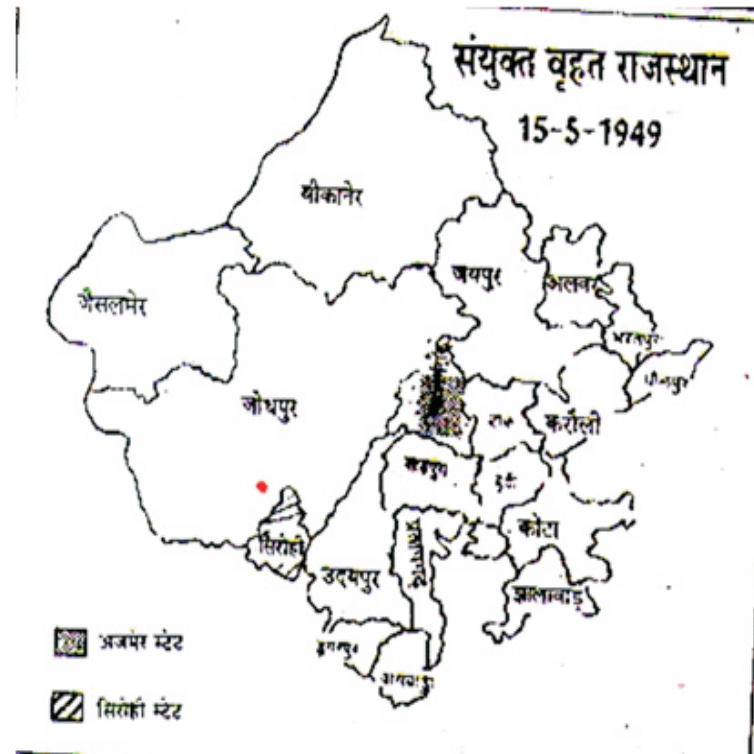 संयुक्त वृहत राजस्थान
15-5-1949
बीकानेर
जयपुर
अलवर
जैसलमेर
भरतपुर
धौलपुर
जोधपुर
करौली
बूंदी
कोटा
सिरोही
उदयपुर
झालावाड़
अजमेर स्टेट
सिरोही स्टेट